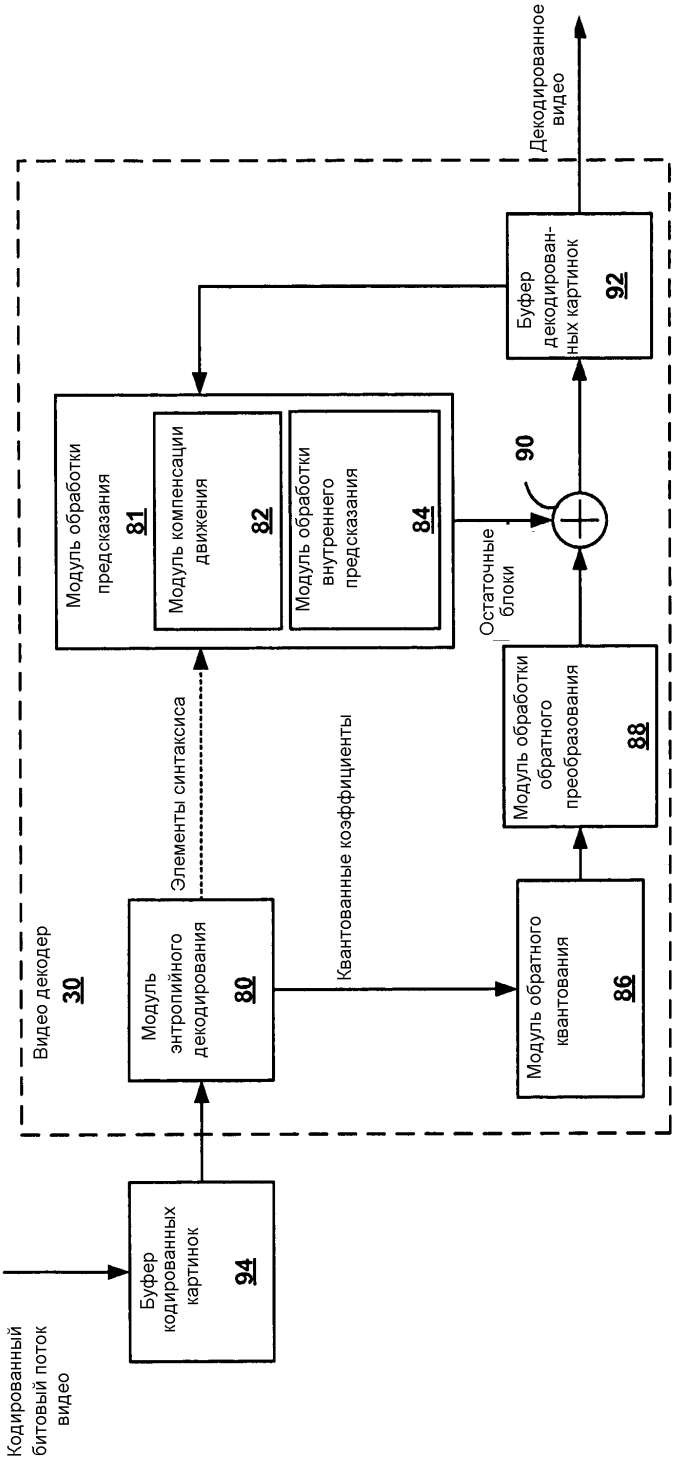 Кодированный
битовый поток
видео
Буфер
кодированных
картинок
94
Видео декодер
30
Модуль
энтропийного
декодирования
80
Элементы синтаксиса
Квантованные коэффициенты
Модуль обработки
предсказания
81
Модуль компенсации
движения
82
Модуль обработки
внутреннего
предсказания
84
Модуль обратного
квантования
86
Модуль обработки
обратного
преобразования
88
Остаточные
блоки
90
Буфер
декодирован-
ных картинок
92
Декодированное
видео